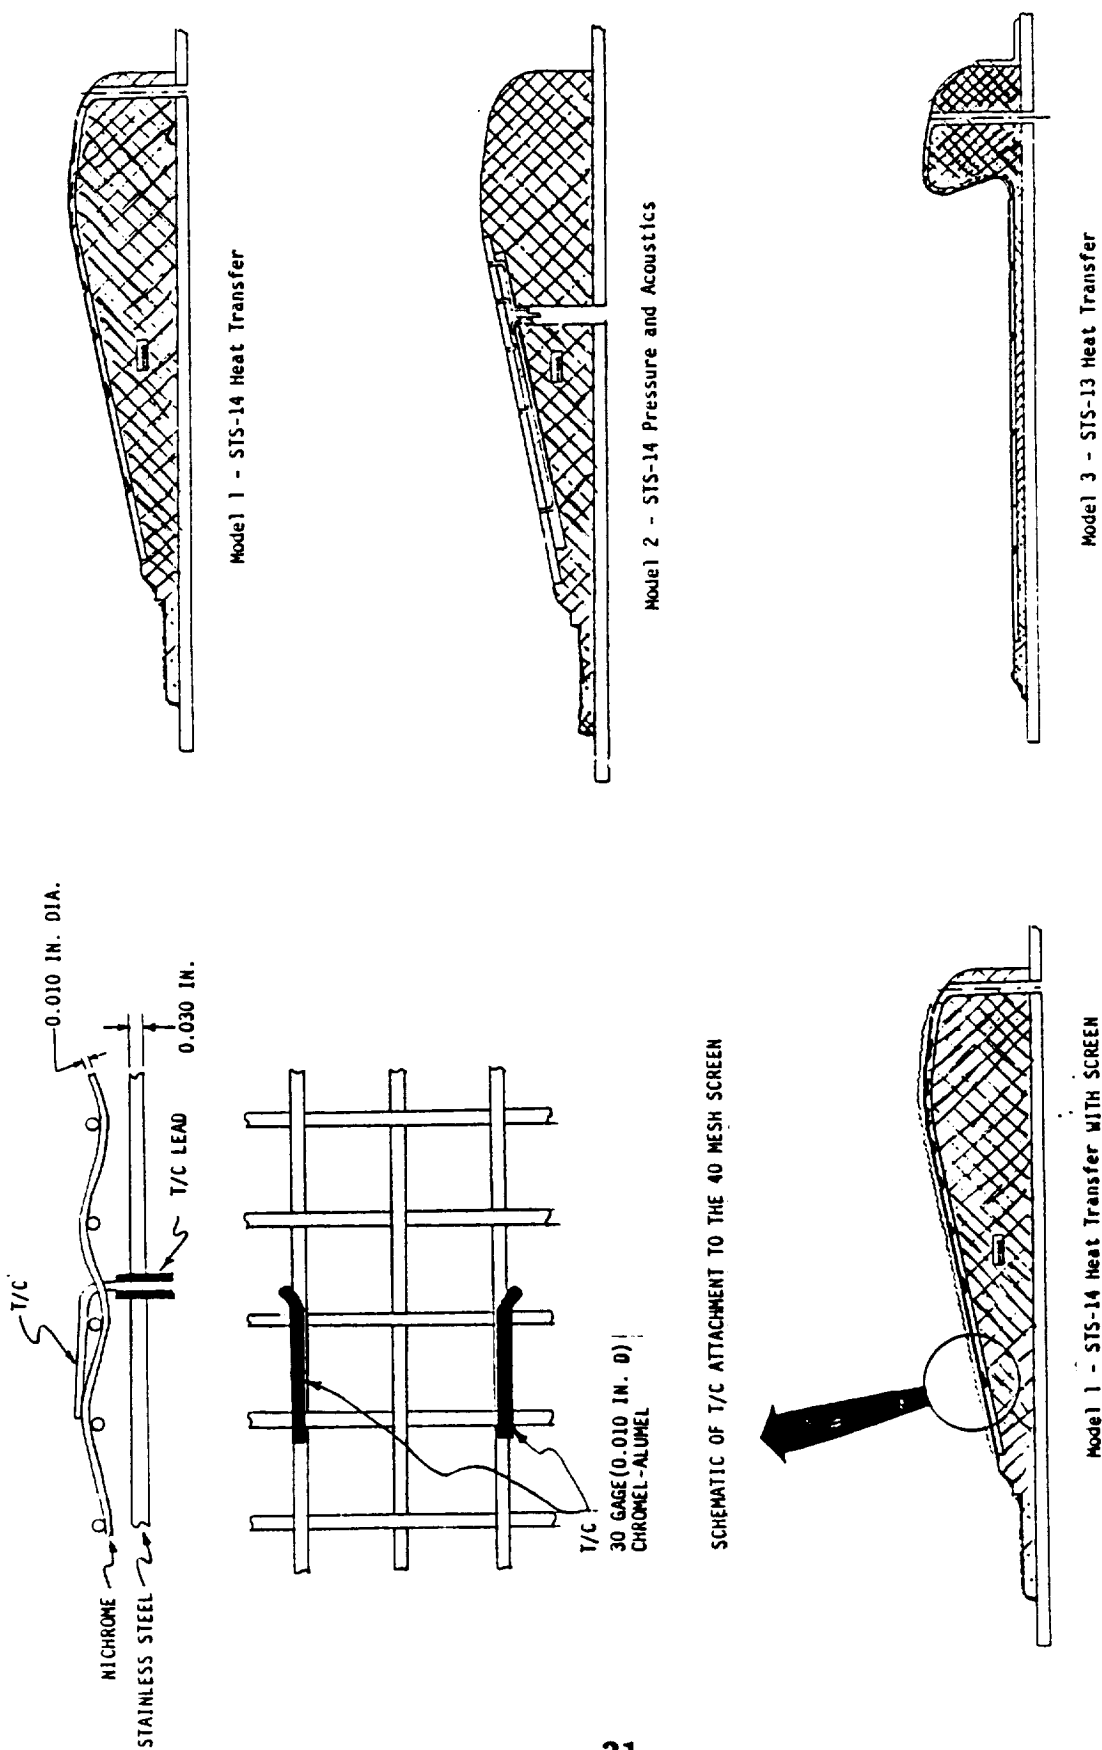 T/C
0.010 IN. DIA.
NICHROME
STAINLESS STEEL
T/C LEAD
0.030 IN.
T/C
30 GAGE(0.010 IN. D)
CHROMEL-ALUMEL
SCHEMATIC OF T/C ATTACHMENT TO THE 40 MESH SCREEN
Model 1 - STS-14 Heat Transfer WITH SCREEN
Model 1 - STS-14 Heat Transfer
Model 2 - STS-14 Pressure and Acoustics
Model 3 - STS-13 Heat Transfer